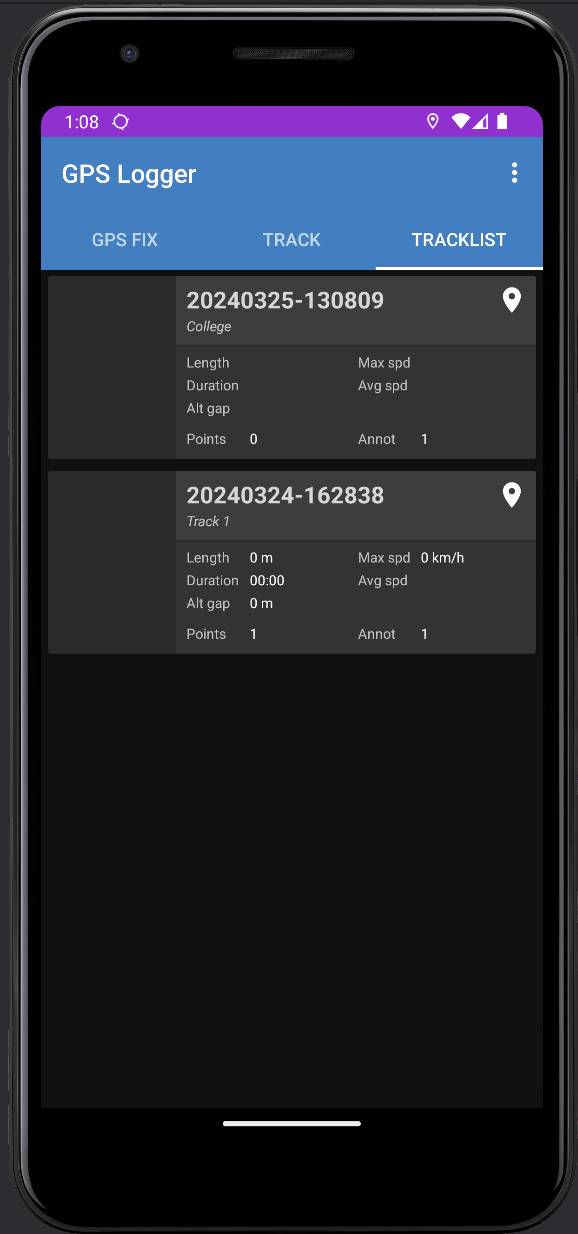 1:08
GPS Logger
GPS FIX TRACK TRACKLIST
20240325-130809
College
Length Max spd
Duration Avg spd
Alt gap
Points 0 Annot 1
20240324-162838
Track 1
Length 0 m Max spd 0 km/h
Duration 00:00 Avg spd
Alt gap 0 m
Points 1 Annot 1